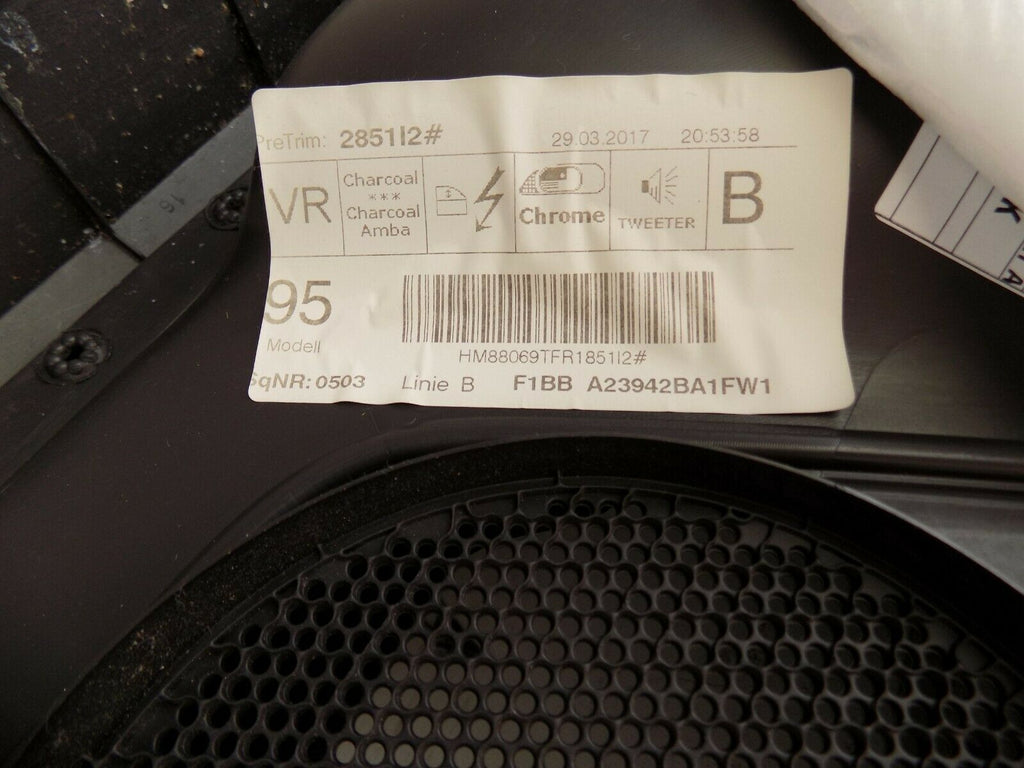 PreTrim: 2851I2# 29.03.2017 20:53:58
VR
Charcoal
***
Charcoal
Amba
Chrome
TWEETER
B
95
Modell
HM88069TFR1851I2#
SqNR: 0503 Linie B F1BB A23942BA1FW1
16
K
A